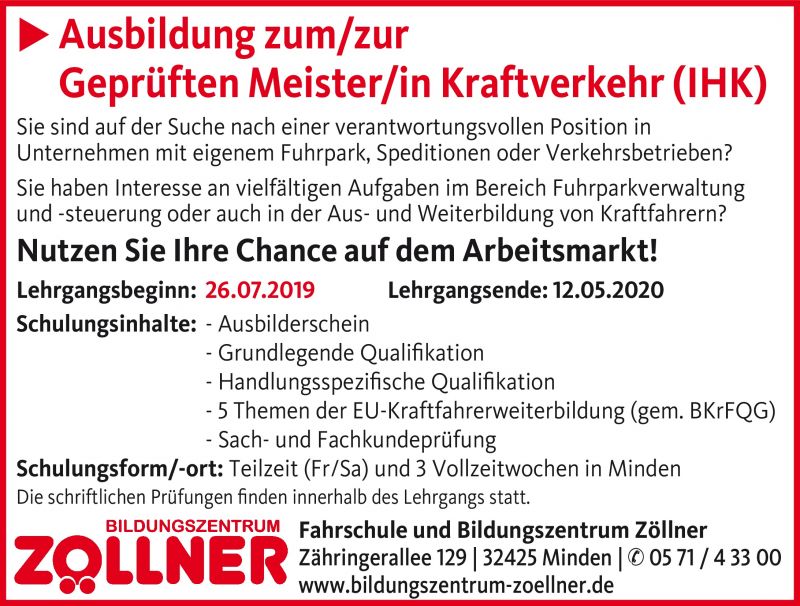 ▶ Ausbildung zum/zur
Geprüften Meister/in Kraftverkehr (IHK)
Sie sind auf der Suche nach einer verantwortungsvollen Position in
Unternehmen mit eigenem Fuhrpark, Speditionen oder Verkehrsbetrieben?
Sie haben Interesse an vielfältigen Aufgaben im Bereich Fuhrparkverwaltung
und -steuerung oder auch in der Aus- und Weiterbildung von Kraftfahrern?
Nutzen Sie Ihre Chance auf dem Arbeitsmarkt!
Lehrgangsbeginn: 26.07.2019 Lehrgangsende: 12.05.2020
Schulungsinhalte: - Ausbilderschein
- Grundlegende Qualifikation
- Handlungsspezifische Qualifikation
- 5 Themen der EU-Kraftfahrerweiterbildung (gem. BKrFQG)
- Sach- und Fachkundeprüfung
Schulungsform/-ort: Teilzeit (Fr/Sa) und 3 Vollzeitwochen in Minden
Die schriftlichen Prüfungen finden innerhalb des Lehrgangs statt.
BILDUNGSZENTRUM
ZÖLLNER
Fahrschule und Bildungszentrum Zöllner
Zähringerallee 129 | 32425 Minden | ✆ 05 71 / 4 33 00
www.bildungszentrum-zoellner.de